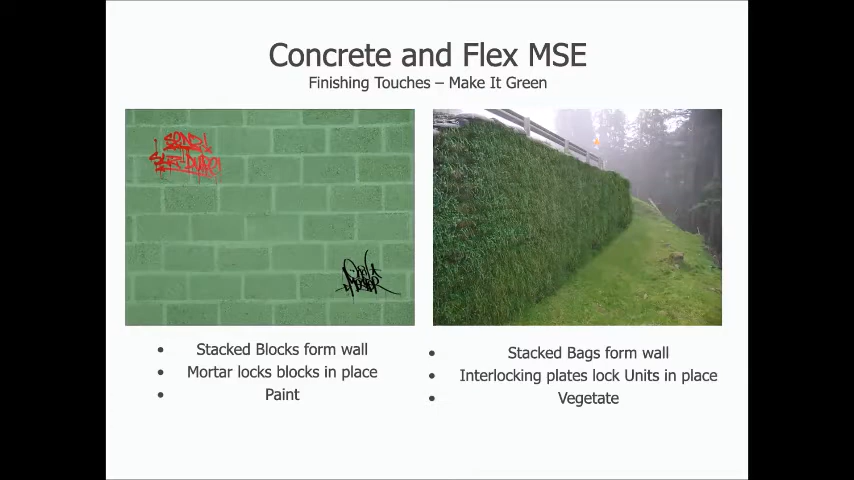 Concrete and Flex MSE
Finishing Touches – Make It Green
• Stacked Blocks form wall
• Mortar locks blocks in place
• Paint
• Stacked Bags form wall
• Interlocking plates lock Units in place
• Vegetate